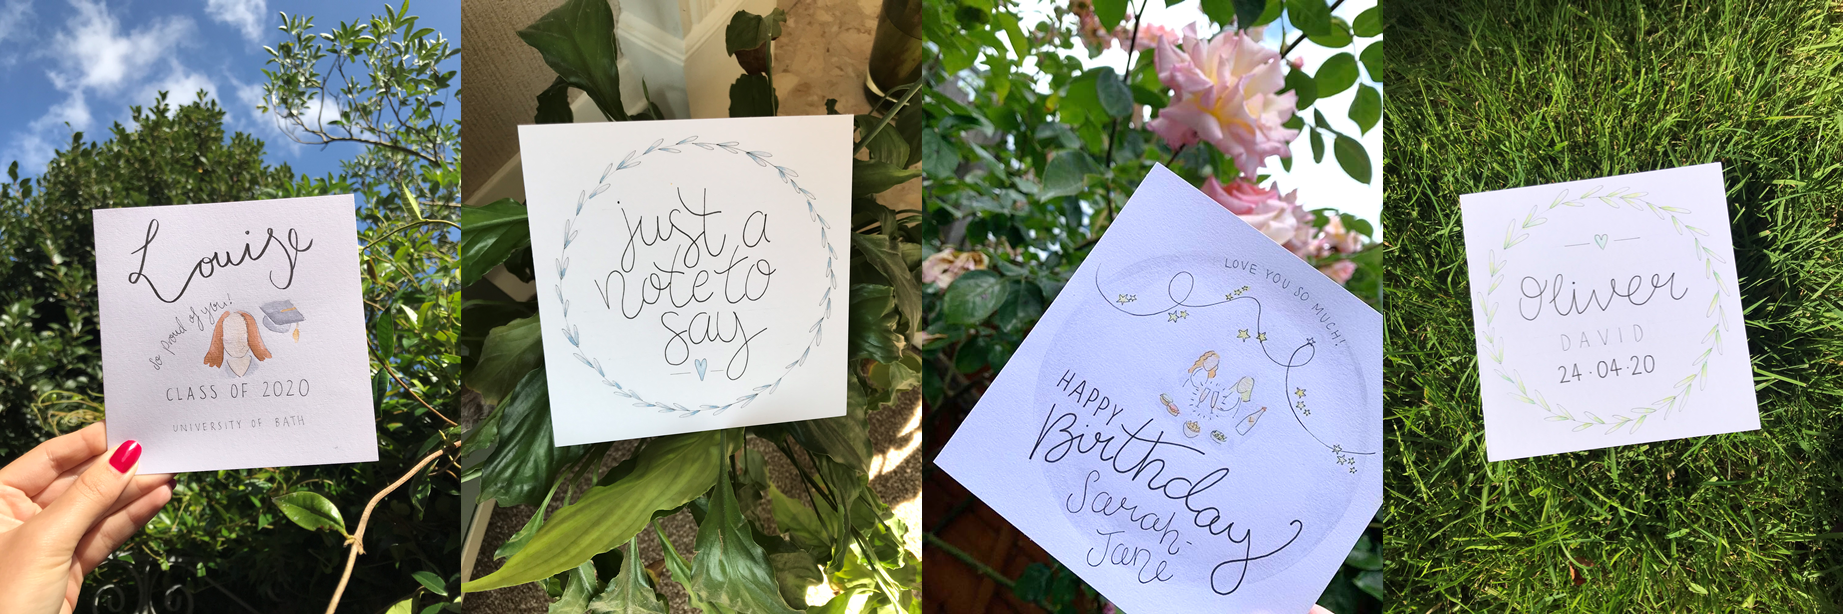 Louise
So proud of you!
CLASS OF 2020
UNIVERSITY OF BATH
just a
note to
say
LOVE YOU SO MUCH!
HAPPY
Birthday
Sarah-
Jane
Oliver
DAVID
24·04·20